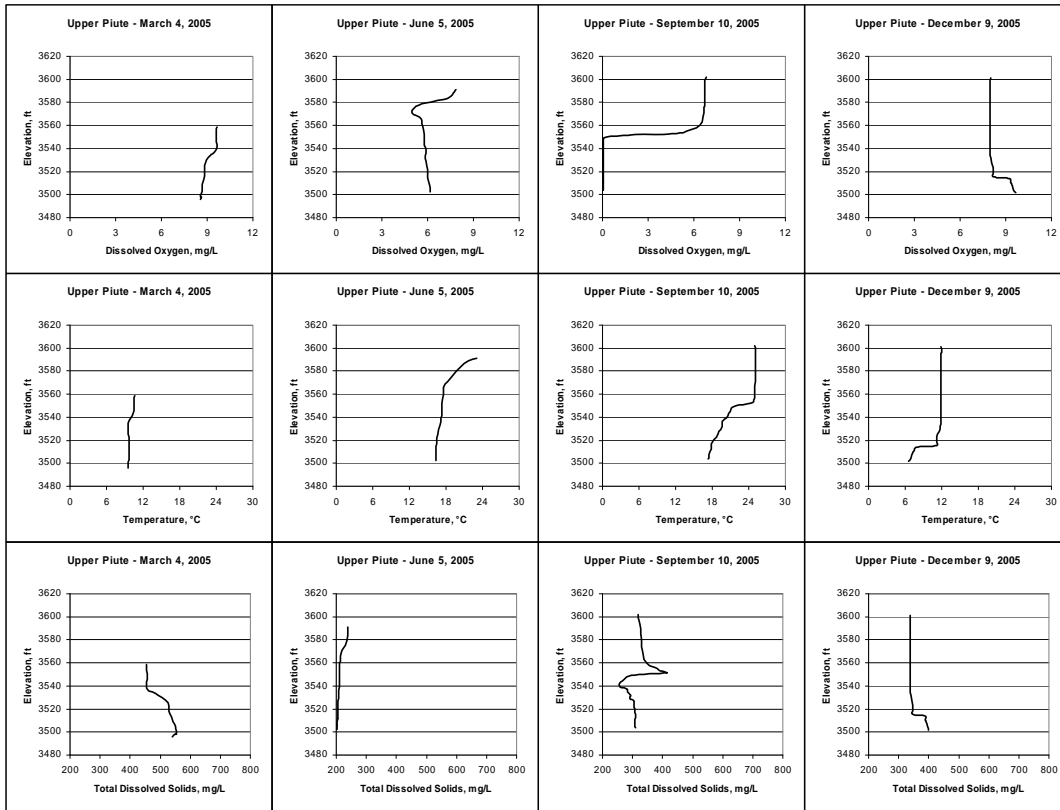 Upper Piute - March 4, 2005
Elevation, ft
3620
3600
3580
3560
3540
3520
3500
3480
0 3 6 9 12
Dissolved Oxygen, mg/L
Upper Piute - June 5, 2005
Elevation, ft
3620
3600
3580
3560
3540
3520
3500
3480
0 3 6 9 12
Dissolved Oxygen, mg/L
Upper Piute - September 10, 2005
Elevation, ft
3620
3600
3580
3560
3540
3520
3500
3480
0 3 6 9 12
Dissolved Oxygen, mg/L
Upper Piute - December 9, 2005
Elevation, ft
3620
3600
3580
3560
3540
3520
3500
3480
0 3 6 9 12
Dissolved Oxygen, mg/L
Upper Piute - March 4, 2005
Elevation, ft
3620
3600
3580
3560
3540
3520
3500
3480
0 6 12 18 24 30
Temperature, °C
Upper Piute - June 5, 2005
Elevation, ft
3620
3600
3580
3560
3540
3520
3500
3480
0 6 12 18 24 30
Temperature, °C
Upper Piute - September 10, 2005
Elevation, ft
3620
3600
3580
3560
3540
3520
3500
3480
0 6 12 18 24 30
Temperature, °C
Upper Piute - December 9, 2005
Elevation, ft
3620
3600
3580
3560
3540
3520
3500
3480
0 6 12 18 24 30
Temperature, °C
Upper Piute - March 4, 2005
Elevation, ft
3620
3600
3580
3560
3540
3520
3500
3480
200 300 400 500 600 700 800
Total Dissolved Solids, mg/L
Upper Piute - June 5, 2005
Elevation, ft
3620
3600
3580
3560
3540
3520
3500
3480
200 300 400 500 600 700 800
Total Dissolved Solids, mg/L
Upper Piute - September 10, 2005
Elevation, ft
3620
3600
3580
3560
3540
3520
3500
3480
200 300 400 500 600 700 800
Total Dissolved Solids, mg/L
Upper Piute - December 9, 2005
Elevation, ft
3620
3600
3580
3560
3540
3520
3500
3480
200 300 400 500 600 700 800
Total Dissolved Solids, mg/L